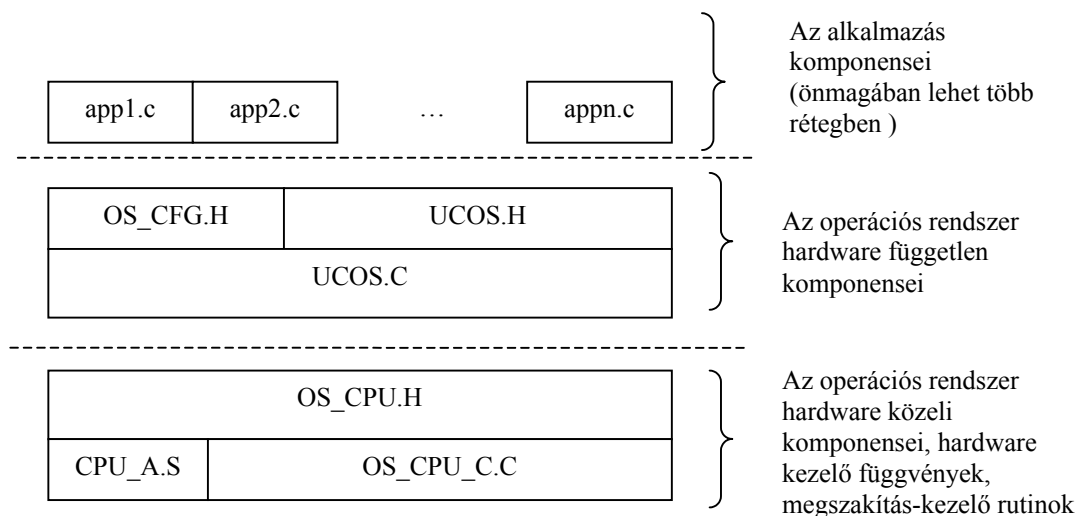 Az alkalmazás
komponensei
(önmagában lehet több
rétegben )
app1.c app2.c … appn.c
OS_CFG.H UCOS.H
UCOS.C
Az operációs rendszer
hardware független
komponensei
OS_CPU.H
CPU_A.S OS_CPU_C.C
Az operációs rendszer
hardware közeli
komponensei, hardware
kezelő függvények,
megszakítás-kezelő rutinok